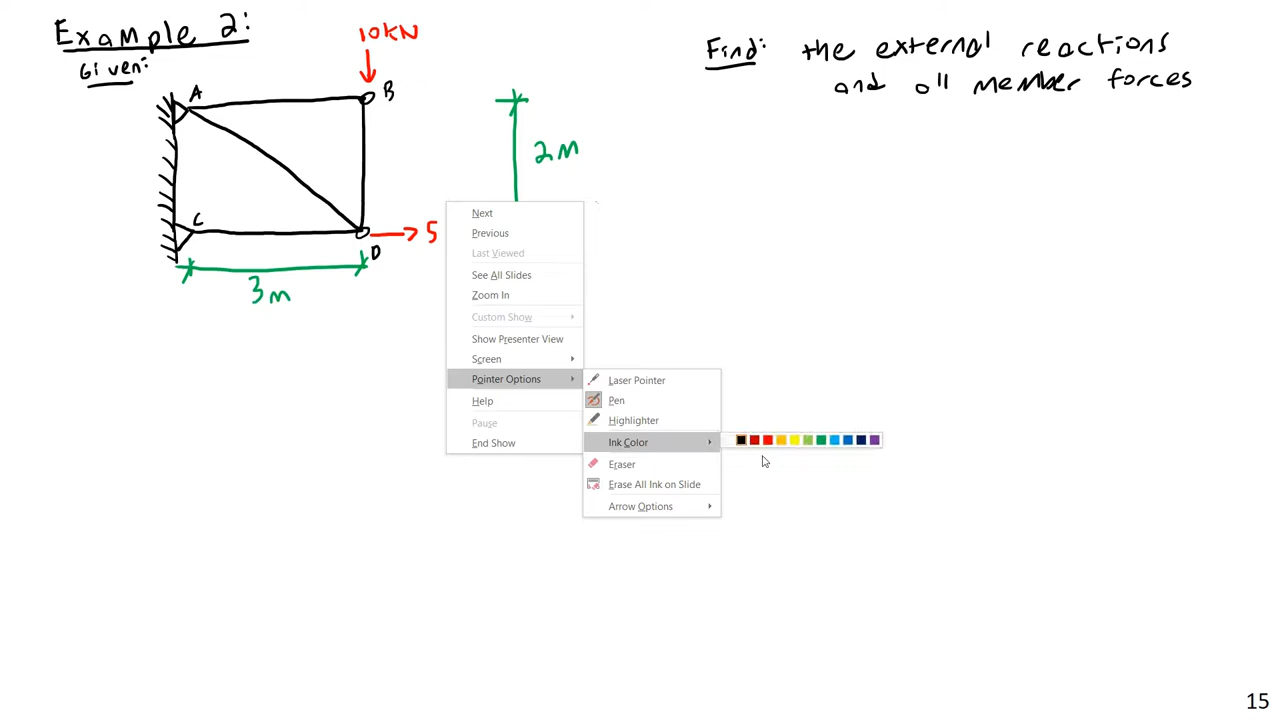 Example 2:
Given:
10kN
A
B
C
D
5
2m
3m
Find: the external reactions
and all member forces
Next
Previous
Last Viewed
See All Slides
Zoom In
Custom Show
Show Presenter View
Screen
Pointer Options
Help
Pause
End Show
Laser Pointer
Pen
Highlighter
Ink Color
Eraser
Erase All Ink on Slide
Arrow Options
15